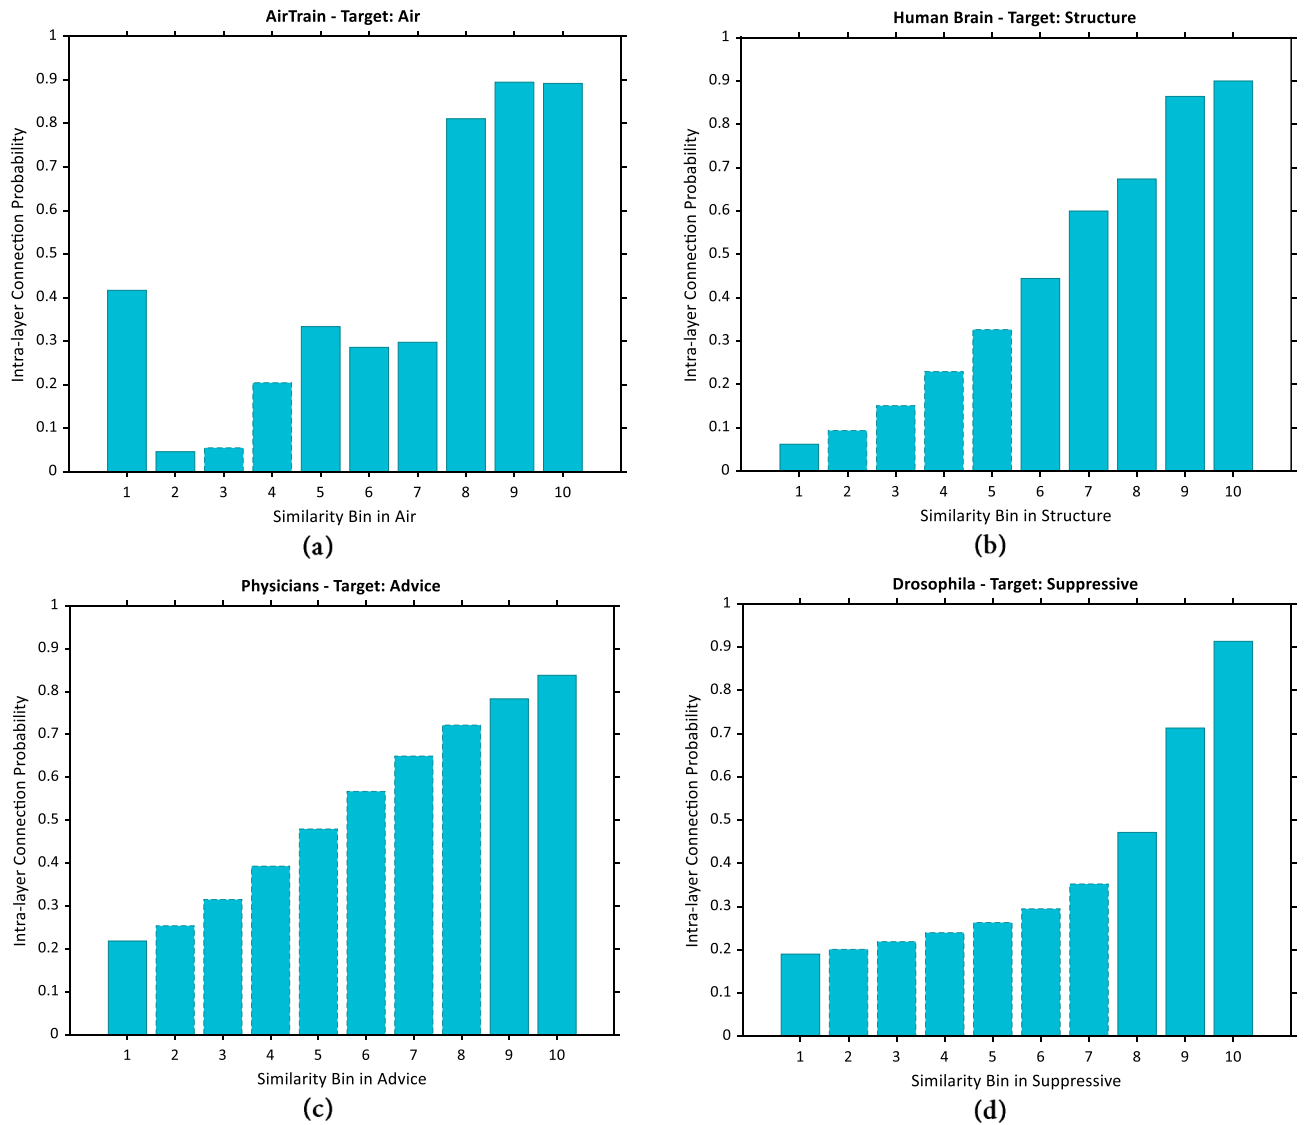 AirTrain - Target: Air
Intra-layer Connection Probability
1
0.9
0.8
0.7
0.6
0.5
0.4
0.3
0.2
0.1
0
1 2 3 4 5 6 7 8 9 10
Similarity Bin in Air
(a)
Human Brain - Target: Structure
Intra-layer Connection Probability
1
0.9
0.8
0.7
0.6
0.5
0.4
0.3
0.2
0.1
0
1 2 3 4 5 6 7 8 9 10
Similarity Bin in Structure
(b)
Physicians - Target: Advice
Intra-layer Connection Probability
1
0.9
0.8
0.7
0.6
0.5
0.4
0.3
0.2
0.1
0
1 2 3 4 5 6 7 8 9 10
Similarity Bin in Advice
(c)
Drosophila - Target: Suppressive
Intra-layer Connection Probability
1
0.9
0.8
0.7
0.6
0.5
0.4
0.3
0.2
0.1
0
1 2 3 4 5 6 7 8 9 10
Similarity Bin in Suppressive
(d)